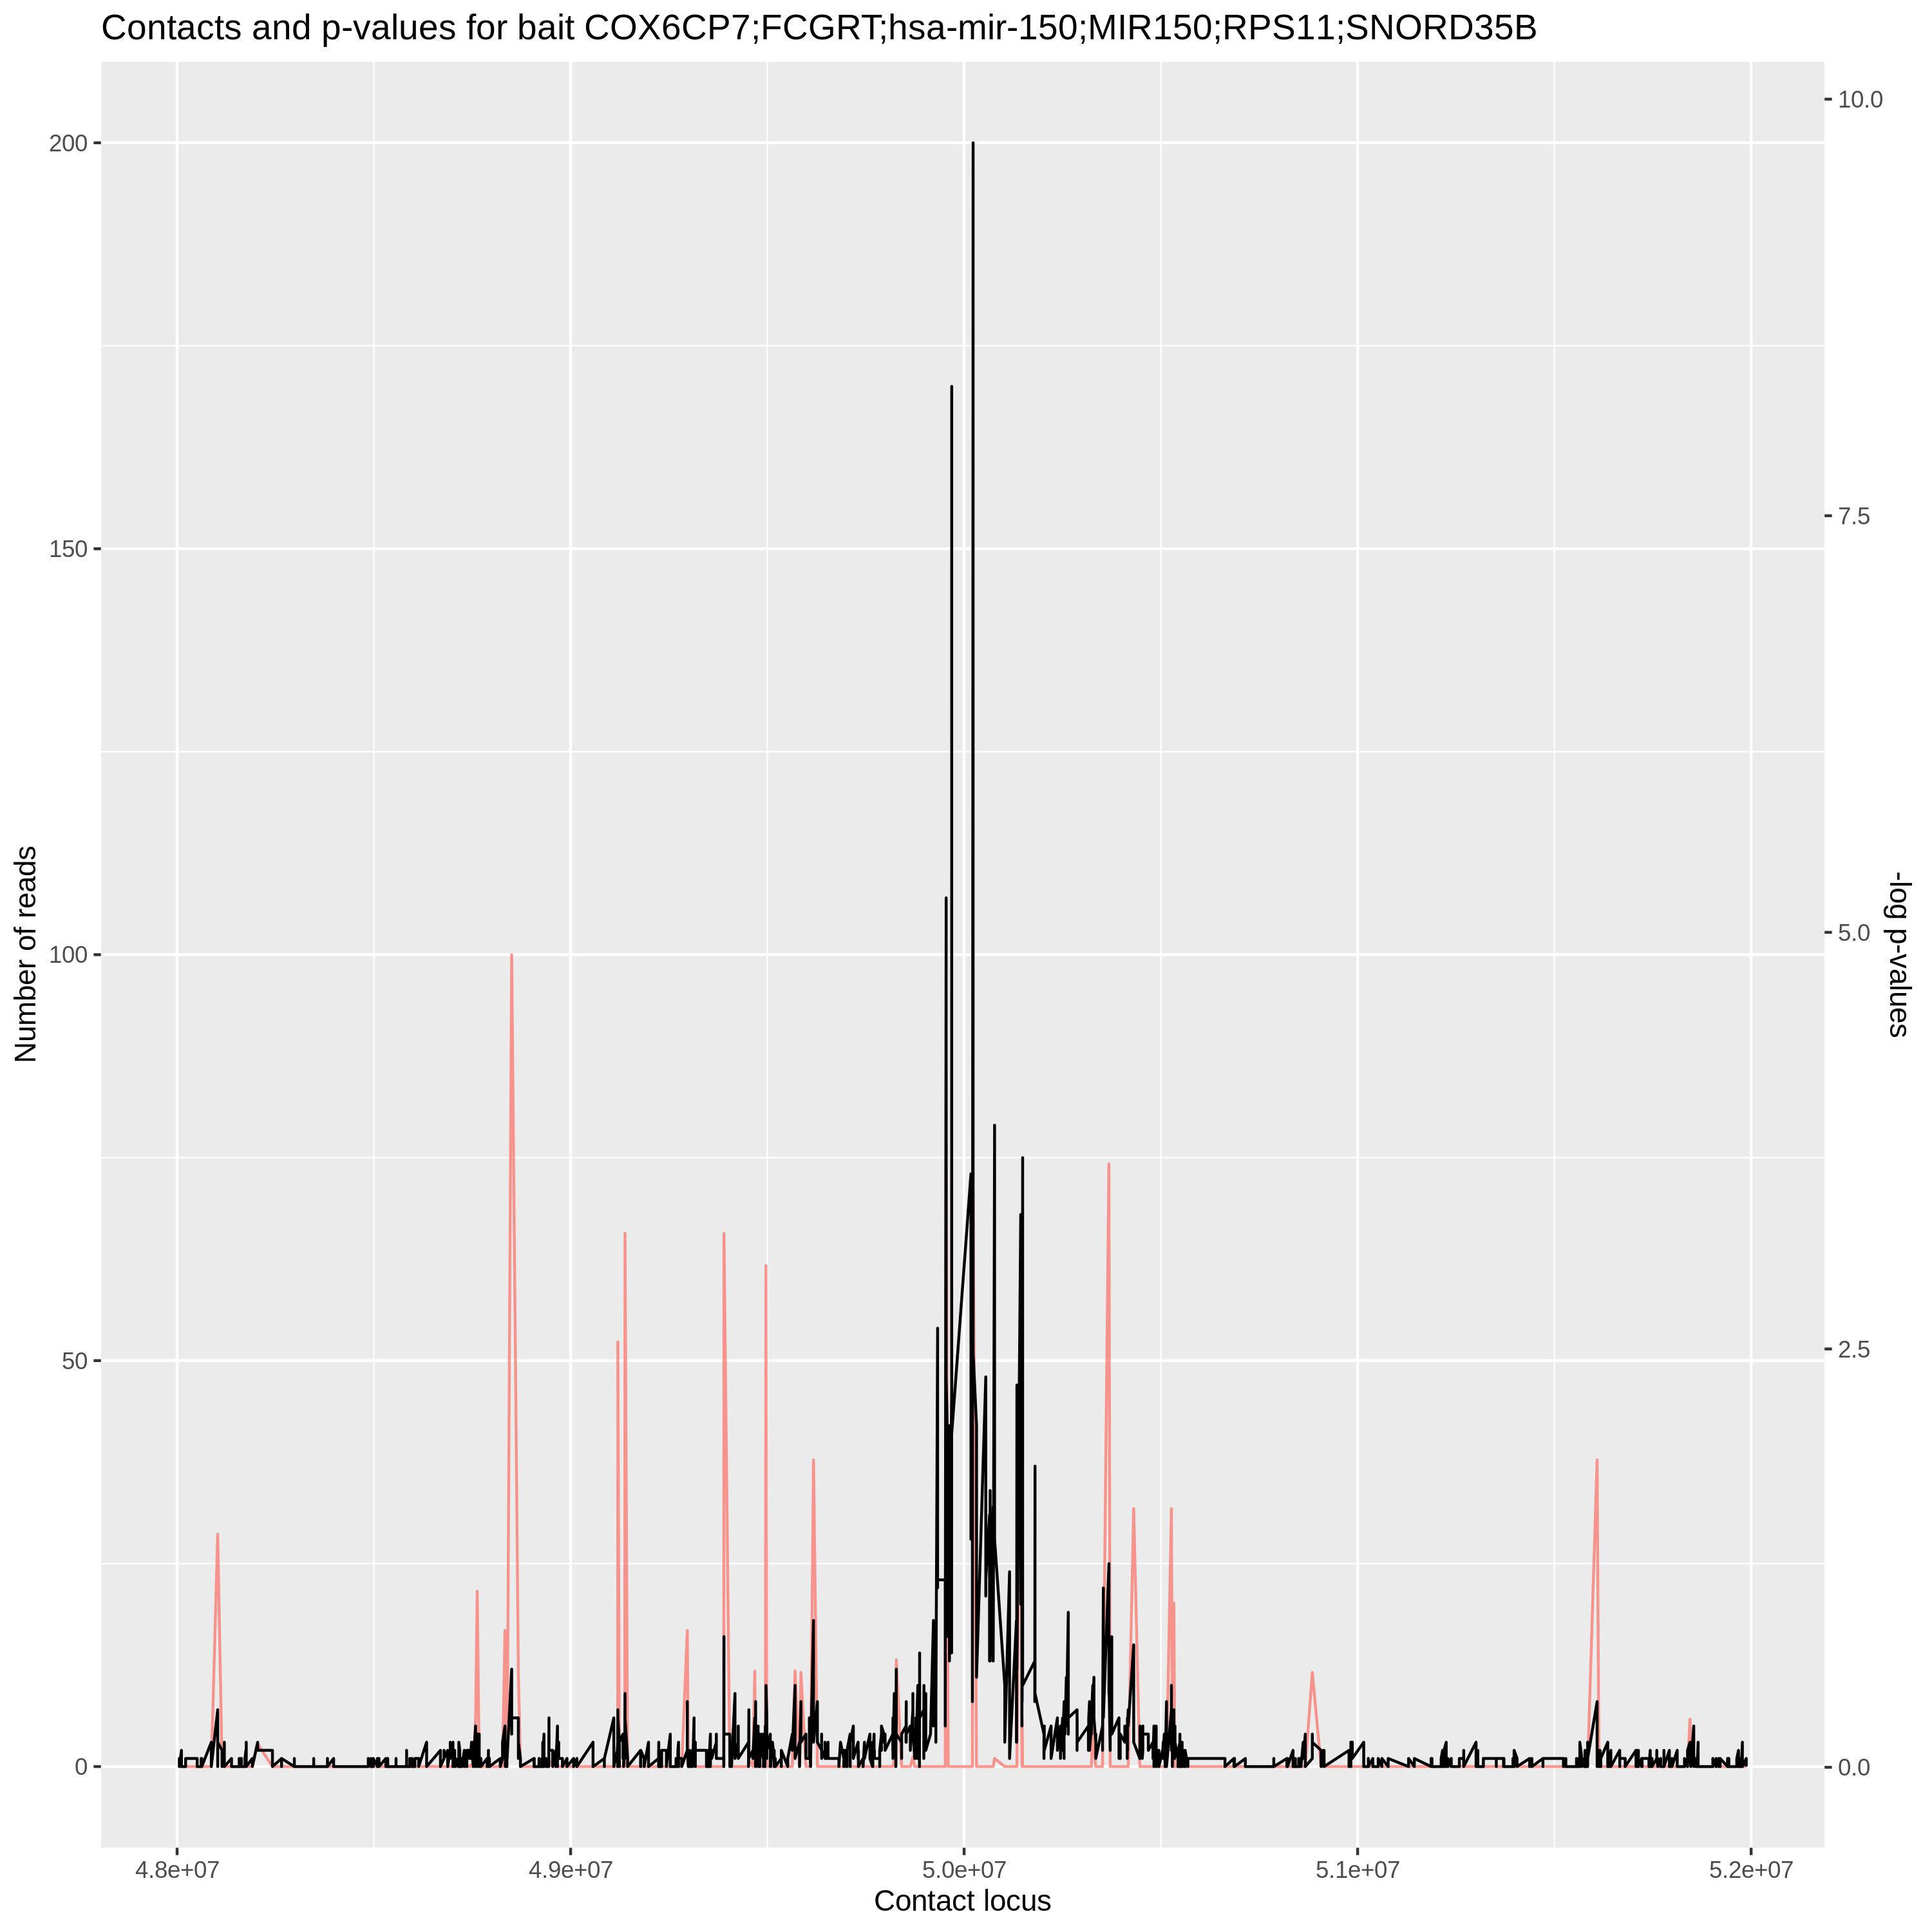 Contacts and p-values for bait COX6CP7;FCGRT;hsa-mir-150;MIR150;RPS11;SNORD35B
200
150
100
50
0
Number of reads
10.0
7.5
5.0
2.5
0.0
-log p-values
4.8e+07
4.9e+07
5.0e+07
5.1e+07
5.2e+07
Contact locus